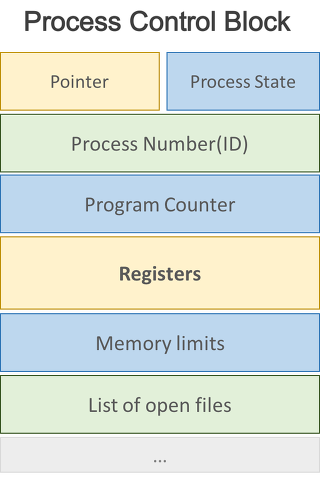 Process Control Block
Pointer
Process State
Process Number(ID)
Program Counter
Registers
Memory limits
List of open files
...